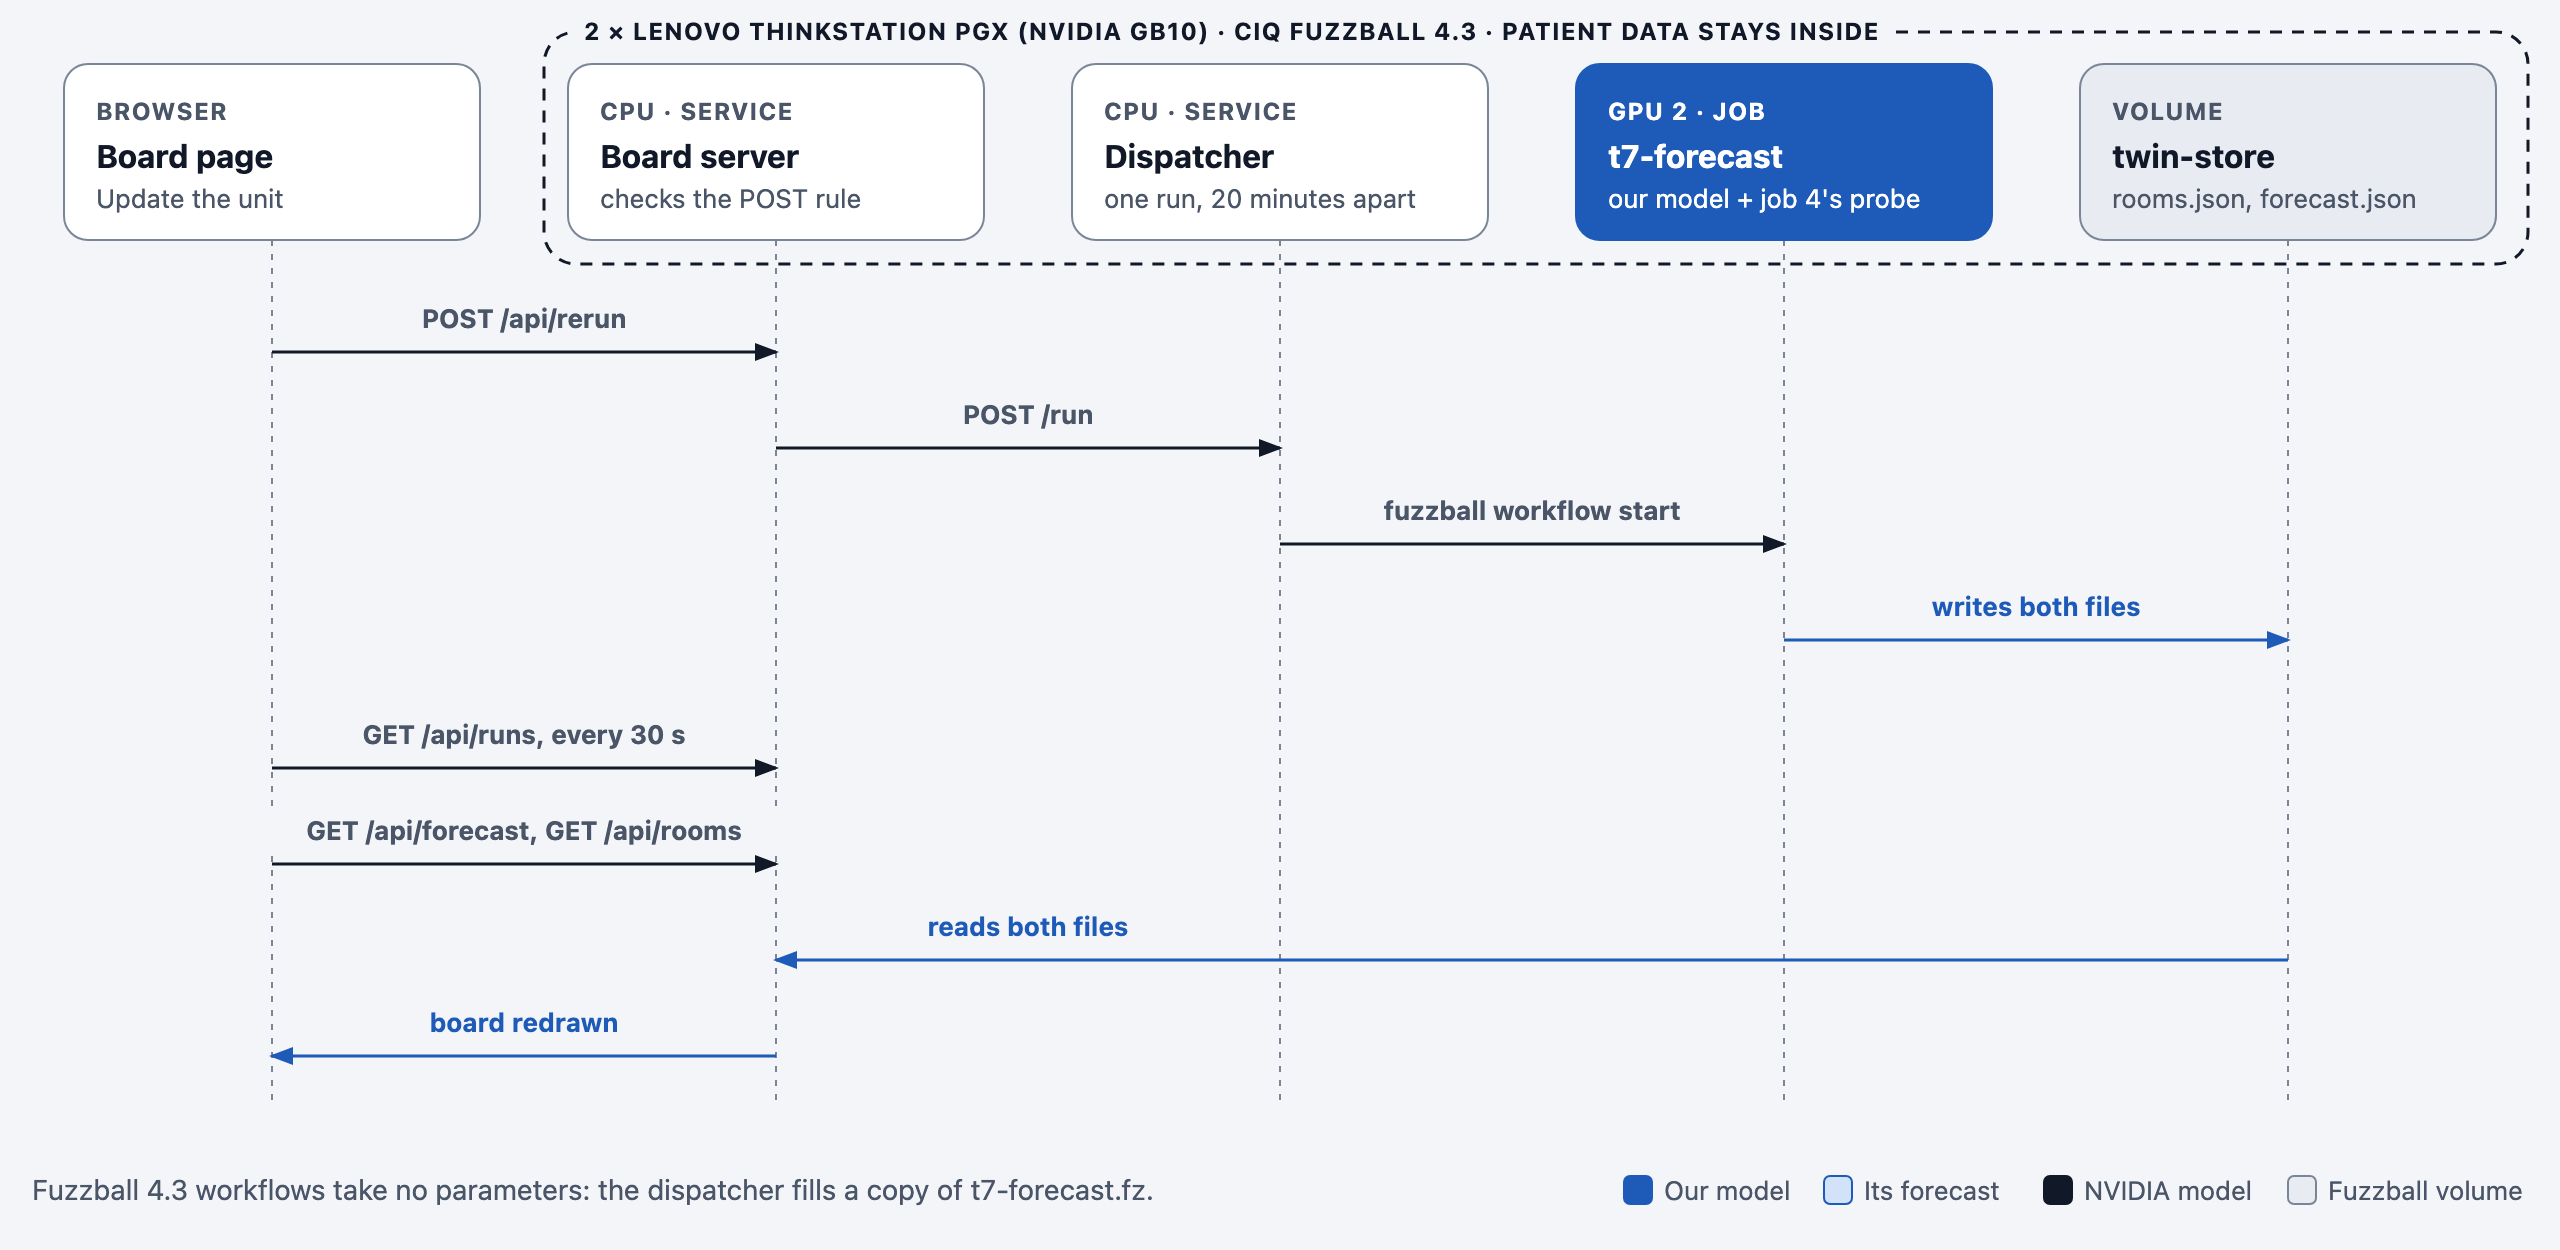 2 × LENOVO THINKSTATION PGX (NVIDIA GB10) · CIQ FUZZBALL 4.3 · PATIENT DATA STAYS INSIDE
BROWSER
Board page
Update the unit
CPU · SERVICE
Board server
checks the POST rule
CPU · SERVICE
Dispatcher
one run, 20 minutes apart
GPU 2 · JOB
t7-forecast
our model + job 4's probe
VOLUME
twin-store
rooms.json, forecast.json
POST /api/rerun
POST /run
fuzzball workflow start
writes both files
GET /api/runs, every 30 s
GET /api/forecast, GET /api/rooms
reads both files
board redrawn
Fuzzball 4.3 workflows take no parameters: the dispatcher fills a copy of t7-forecast.fz.
Our model
Its forecast
NVIDIA model
Fuzzball volume